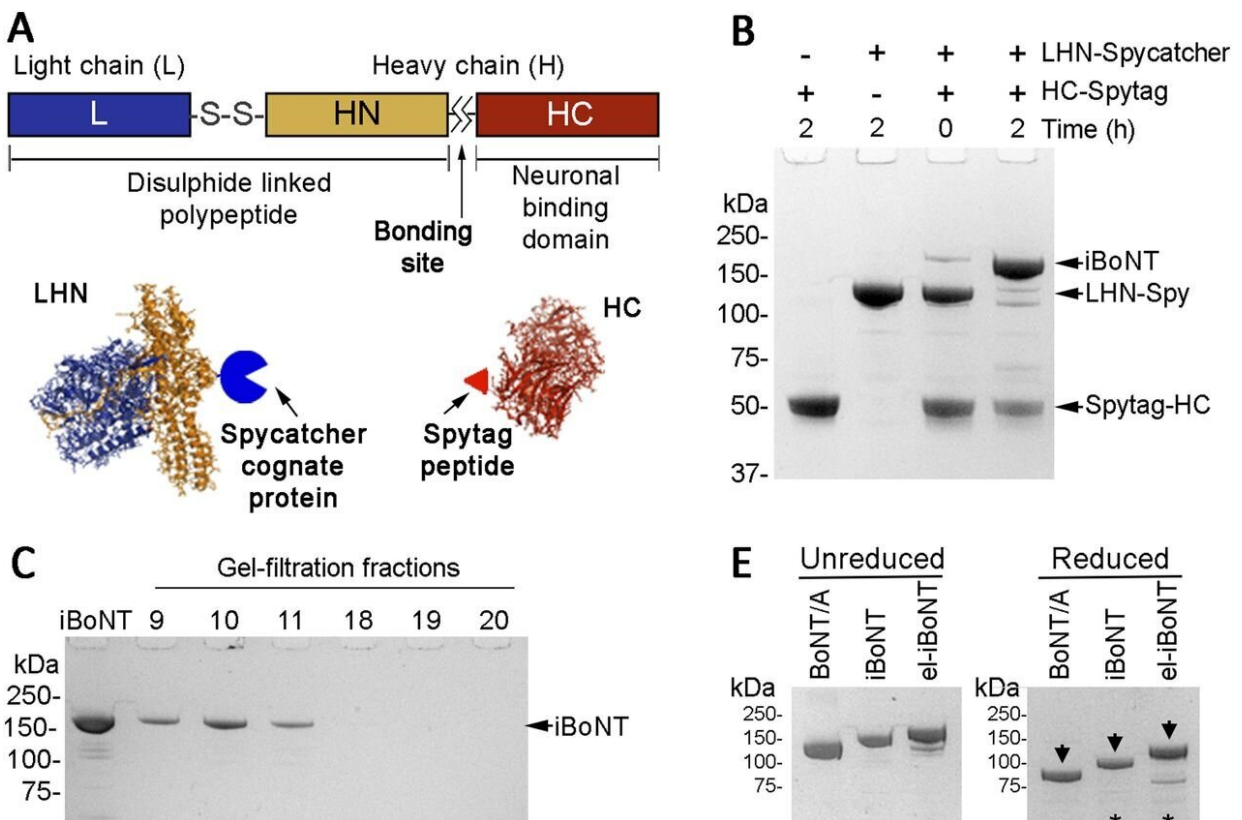 A
Light chain (L)
Heavy chain (H)
L
-S-S-
HN
HC
Disulphide linked
polypeptide
Bonding
site
Neuronal
binding
domain
LHN
HC
Spycatcher
cognate
protein
Spytag
peptide
B
- + + + LHN-Spycatcher
+ - + + HC-Spytag
2 2 0 2 Time (h)
kDa
250-
150-
100-
75-
50-
37-
iBoNT
LHN-Spy
Spytag-HC
C
Gel-filtration fractions
iBoNT 9 10 11 18 19 20
kDa
250-
150-
100-
75-
iBoNT
E
Unreduced
BoNT/A
iBoNT
el-iBoNT
kDa
250-
150-
100-
75-
Reduced
BoNT/A
iBoNT
el-iBoNT
kDa
250-
150-
100-
75-
* *